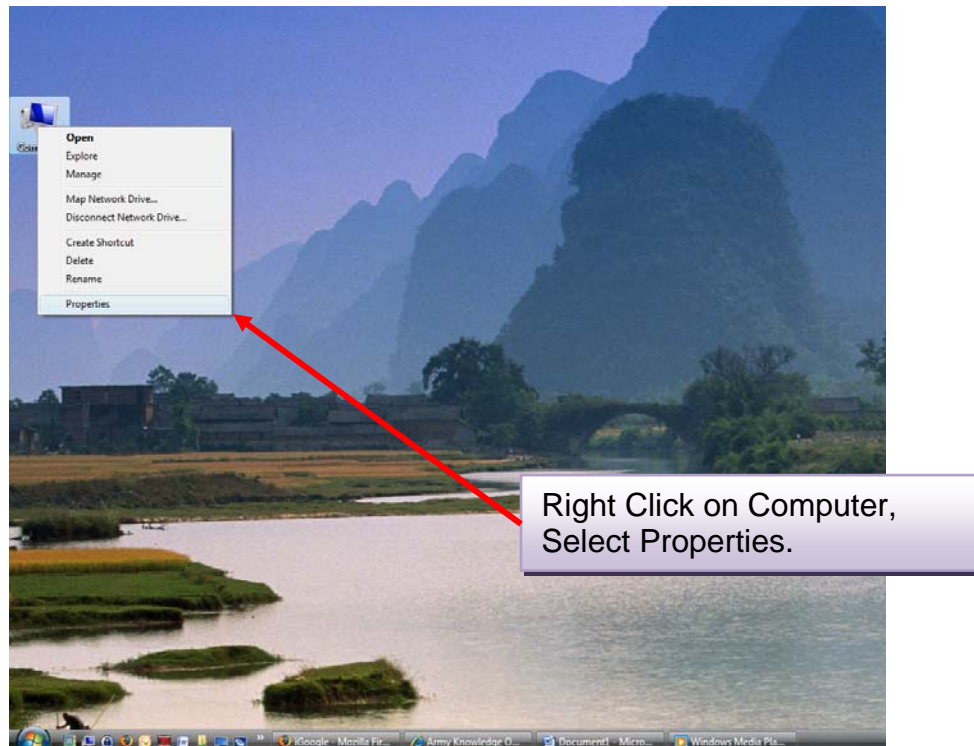 Open
Explore
Manage
Map Network Drive...
Disconnect Network Drive...
Create Shortcut
Delete
Rename
Properties
Right Click on Computer,
Select Properties.
iGoogle - Mozilla Fir...
Army Knowledge O...
Document1 - Micro...
Windows Media Pla...